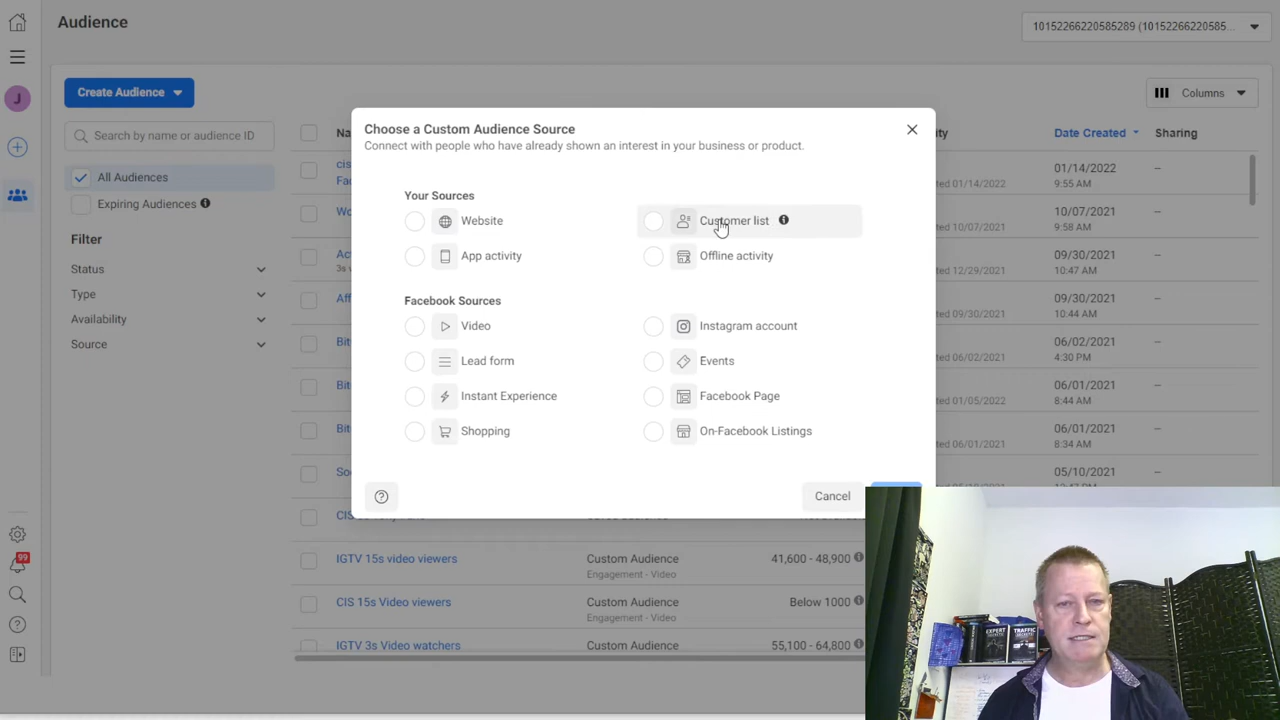 Audience
10152266220585289 (10152266220585...
J
Create Audience
Columns
Search by name or audience ID
All Audiences
Expiring Audiences
Filter
Status
Type
Availability
Source
Date Created
Sharing
01/14/2022
9:55 AM
10/07/2021
9:58 AM
09/30/2021
10:47 AM
09/30/2021
10:44 AM
06/02/2021
4:30 PM
06/01/2021
8:44 AM
06/01/2021
8:34 AM
05/10/2021
Choose a Custom Audience Source
Connect with people who have already shown an interest in your business or product.
Your Sources
Website
Customer list
App activity
Offline activity
Facebook Sources
Video
Instagram account
Lead form
Events
Instant Experience
Facebook Page
Shopping
On-Facebook Listings
Cancel
IGTV 15s video viewers
Custom Audience
41,600 - 48,900
Engagement - Video
CIS 15s Video viewers
Custom Audience
Below 1000
Engagement - Video
IGTV 3s Video watchers
Custom Audience
55,100 - 64,800
99
EXPERT
TRAFFIC